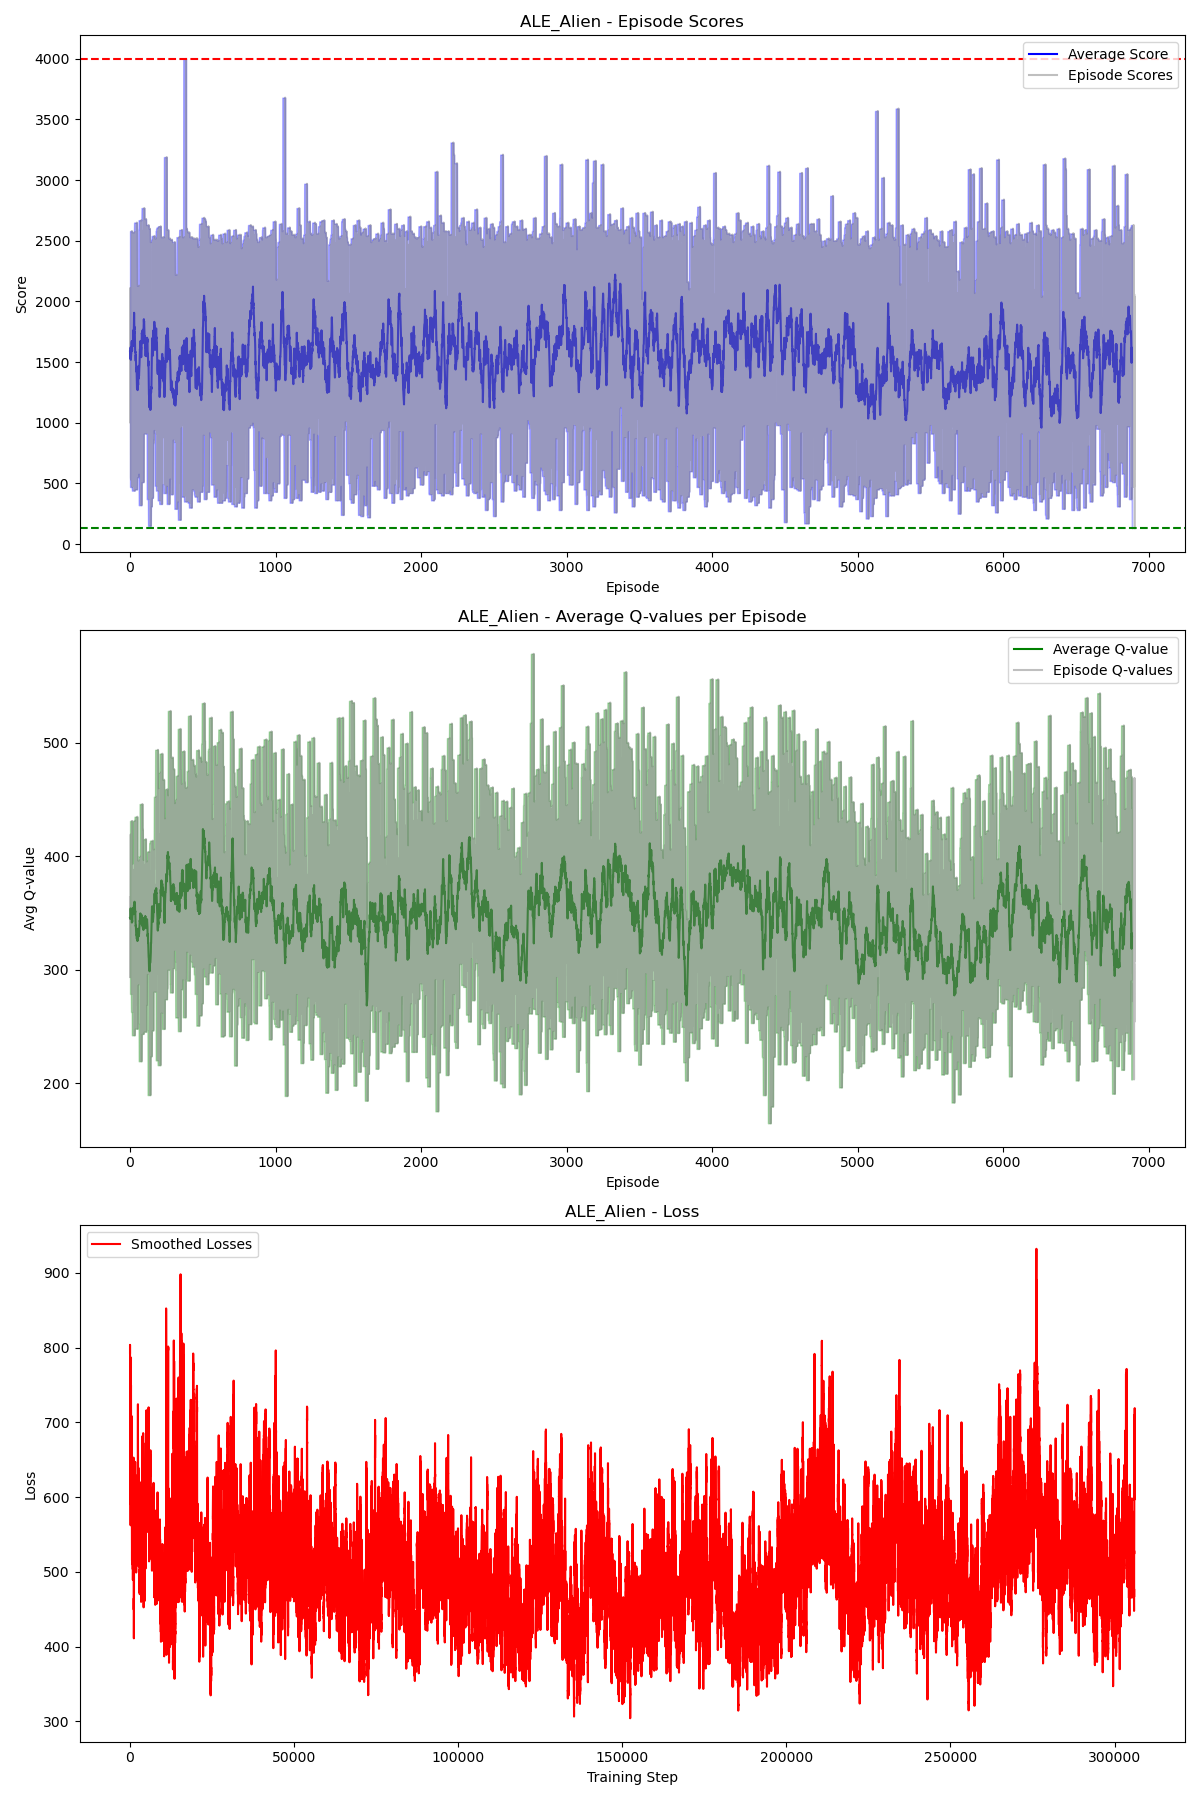 ALE_Alien - Episode Scores
Average Score
Episode Scores
4000
3500
3000
2500
2000
1500
1000
500
0
Score
0 1000 2000 3000 4000 5000 6000 7000
Episode
ALE_Alien - Average Q-values per Episode
Average Q-value
Episode Q-values
500
400
300
200
Avg Q-value
0 1000 2000 3000 4000 5000 6000 7000
Episode
ALE_Alien - Loss
Smoothed Losses
900
800
700
600
500
400
300
Loss
0 50000 100000 150000 200000 250000 300000
Training Step